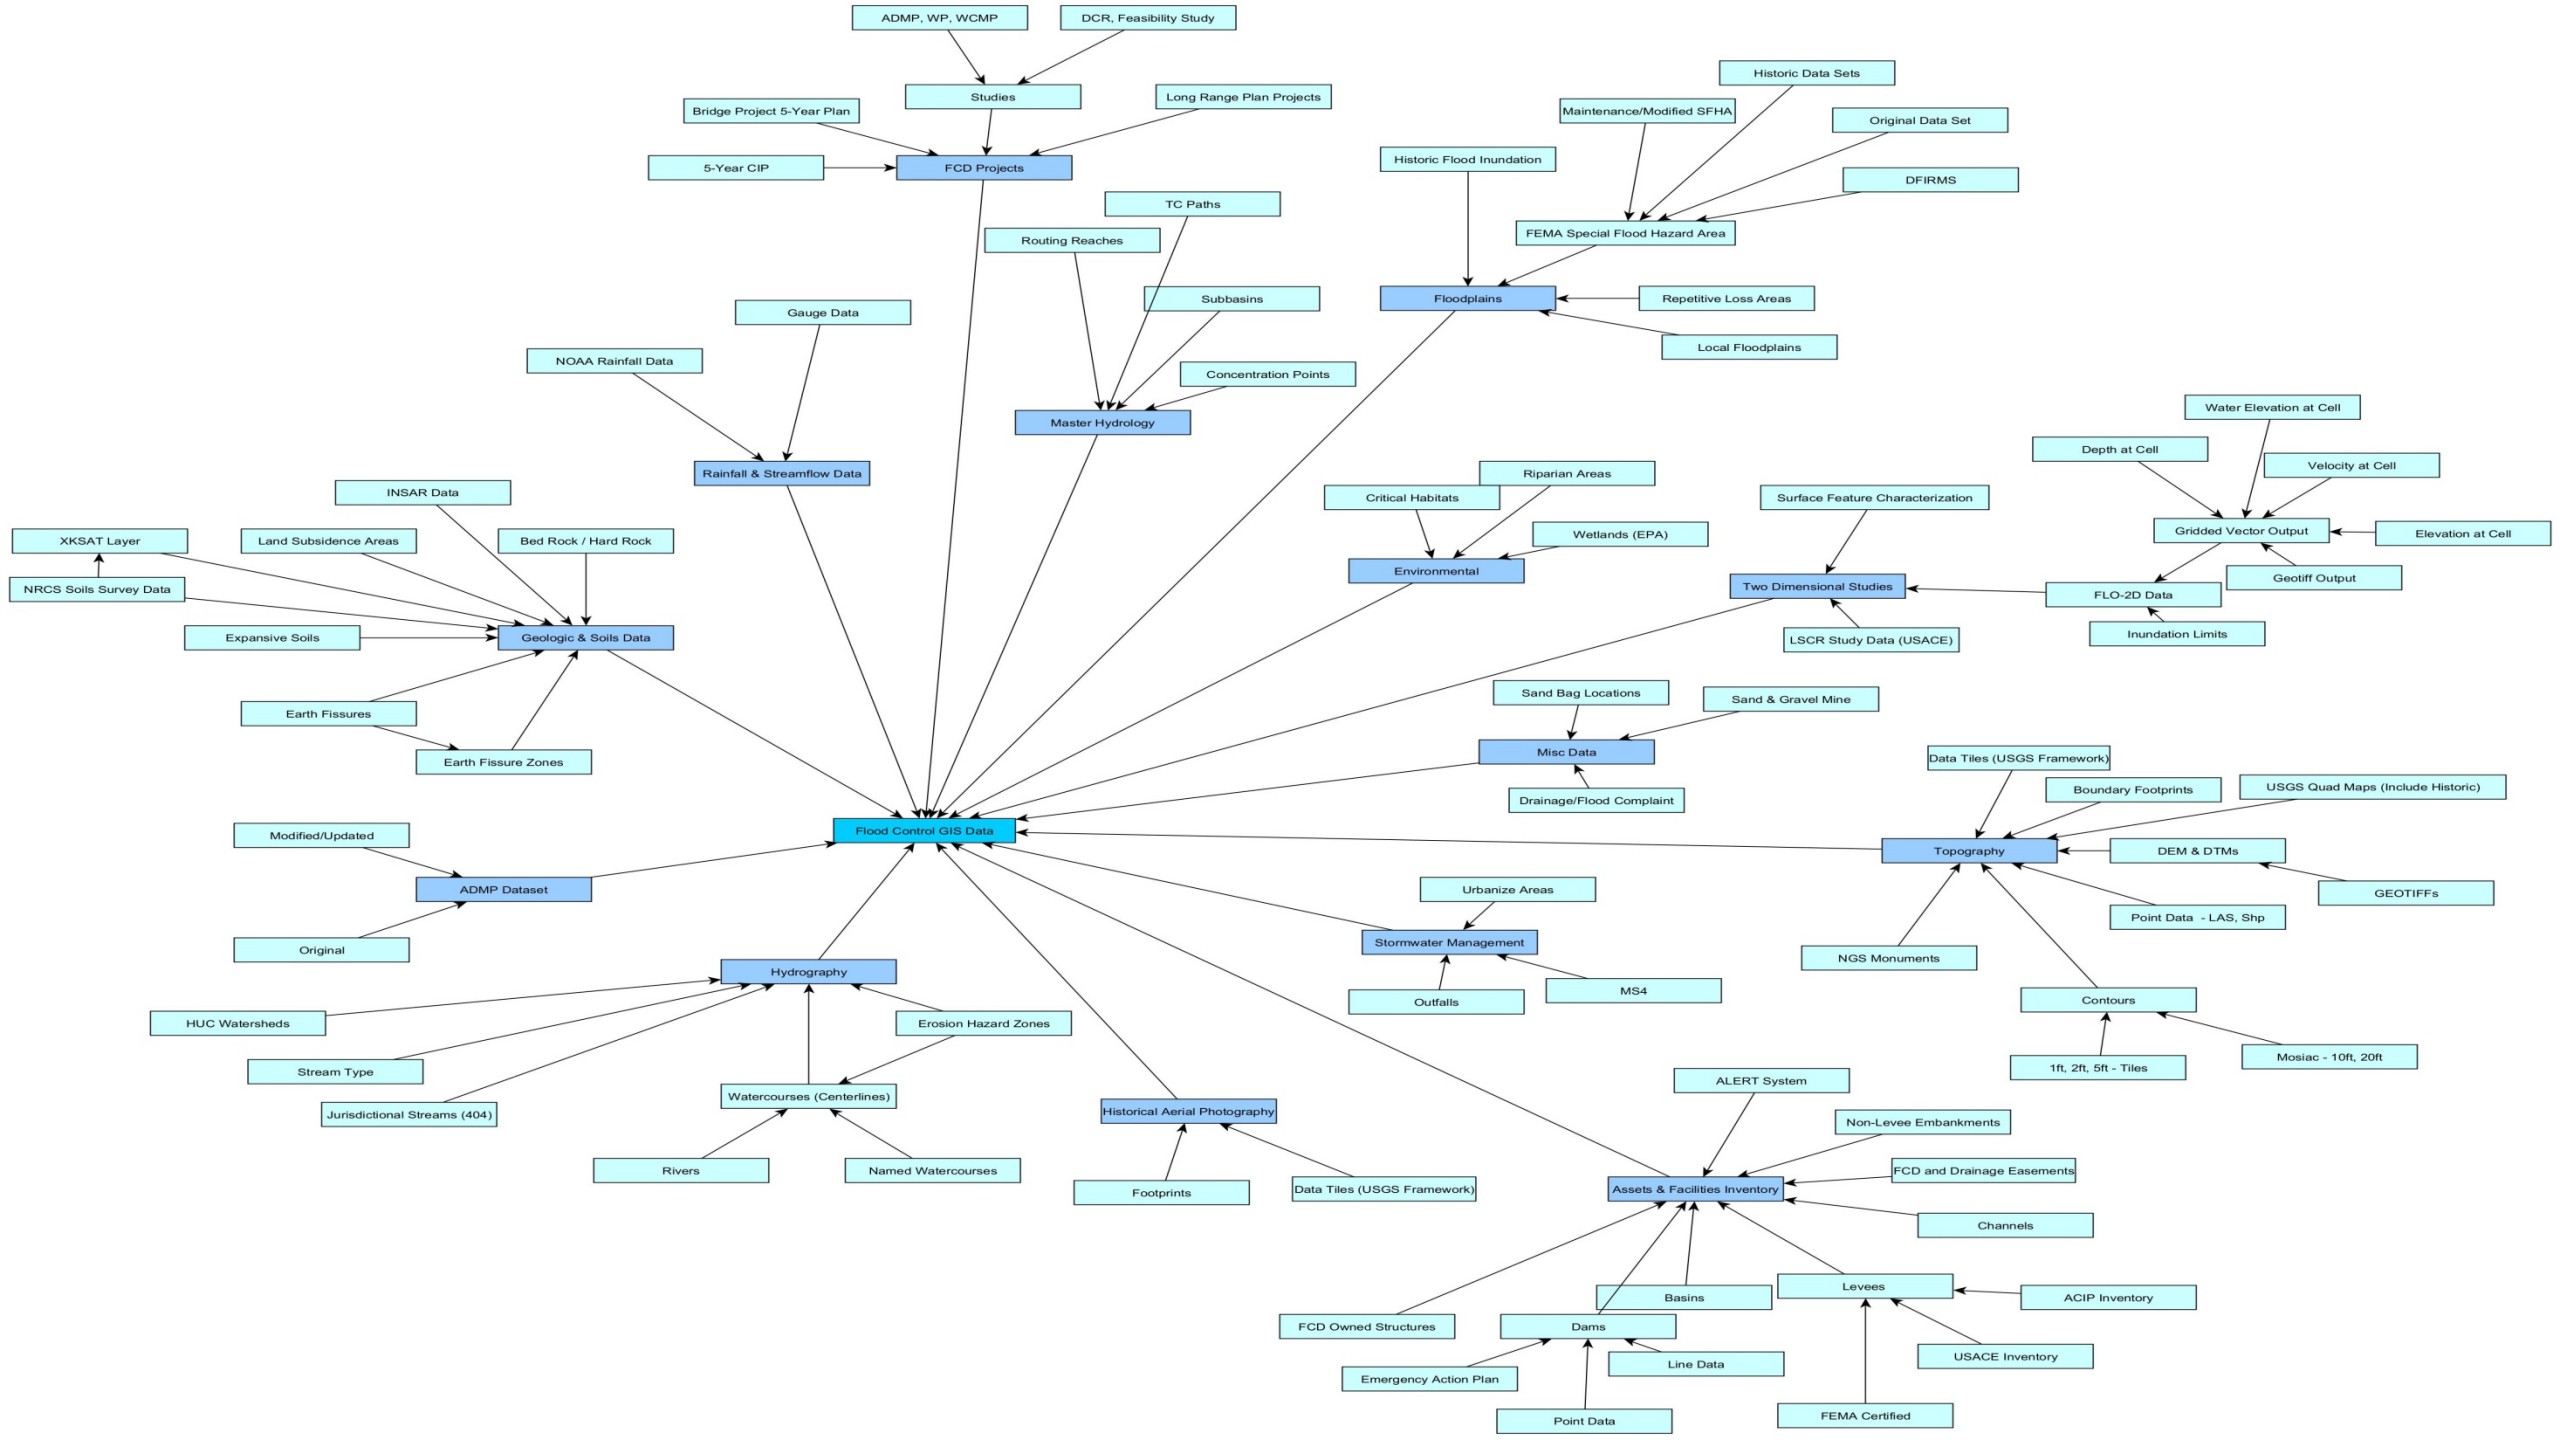 ADMP, WP, WCMP
DCR, Feasibility Study
Studies
Bridge Project 5-Year Plan
Long Range Plan Projects
5-Year CIP
FCD Projects
Historic Data Sets
Maintenance/Modified SFHA
Original Data Set
Historic Flood Inundation
DFIRMS
FEMA Special Flood Hazard Area
Floodplains
Repetitive Loss Areas
Local Floodplains
TC Paths
Routing Reaches
Subbasins
Concentration Points
Master Hydrology
Gauge Data
NOAA Rainfall Data
Rainfall & Streamflow Data
INSAR Data
XKSAT Layer
Land Subsidence Areas
Bed Rock / Hard Rock
NRCS Soils Survey Data
Expansive Soils
Geologic & Soils Data
Earth Fissures
Earth Fissure Zones
Riparian Areas
Critical Habitats
Wetlands (EPA)
Environmental
Water Elevation at Cell
Depth at Cell
Velocity at Cell
Surface Feature Characterization
Gridded Vector Output
Elevation at Cell
Geotiff Output
Two Dimensional Studies
FLO-2D Data
LSCR Study Data (USACE)
Inundation Limits
Sand Bag Locations
Sand & Gravel Mine
Misc Data
Drainage/Flood Complaint
Flood Control GIS Data
Data Tiles (USGS Framework)
Boundary Footprints
USGS Quad Maps (Include Historic)
Topography
DEM & DTMs
GEOTIFFs
Point Data  - LAS, Shp
NGS Monuments
Contours
1ft, 2ft, 5ft - Tiles
Mosiac - 10ft, 20ft
Modified/Updated
ADMP Dataset
Original
Urbanize Areas
Stormwater Management
Outfalls
MS4
Hydrography
HUC Watersheds
Erosion Hazard Zones
Stream Type
Jurisdictional Streams (404)
Watercourses (Centerlines)
Rivers
Named Watercourses
Historical Aerial Photography
Footprints
Data Tiles (USGS Framework)
ALERT System
Non-Levee Embankments
FCD and Drainage Easements
Assets & Facilities Inventory
Channels
Basins
Levees
ACIP Inventory
FCD Owned Structures
Dams
USACE Inventory
Line Data
Emergency Action Plan
Point Data
FEMA Certified